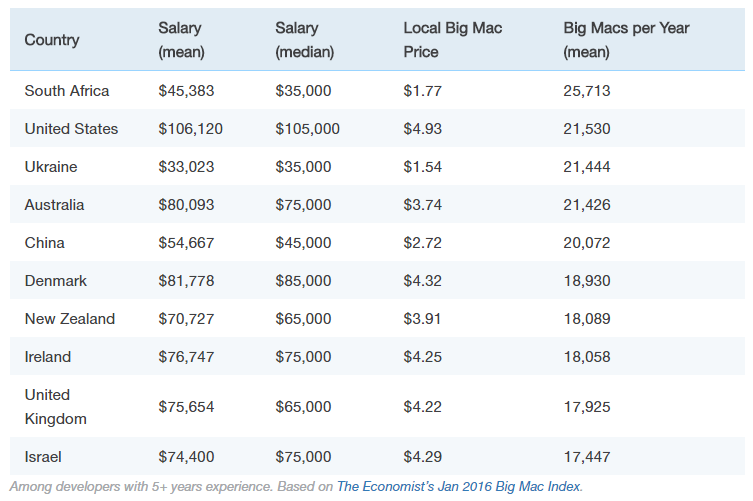 Country Salary (mean) Salary (median) Local Big Mac Price Big Macs per Year (mean)
South Africa $45,383 $35,000 $1.77 25,713
United States $106,120 $105,000 $4.93 21,530
Ukraine $33,023 $35,000 $1.54 21,444
Australia $80,093 $75,000 $3.74 21,426
China $54,667 $45,000 $2.72 20,072
Denmark $81,778 $85,000 $4.32 18,930
New Zealand $70,727 $65,000 $3.91 18,089
Ireland $76,747 $75,000 $4.25 18,058
United Kingdom $75,654 $65,000 $4.22 17,925
Israel $74,400 $75,000 $4.29 17,447
Among developers with 5+ years experience. Based on The Economist's Jan 2016 Big Mac Index.